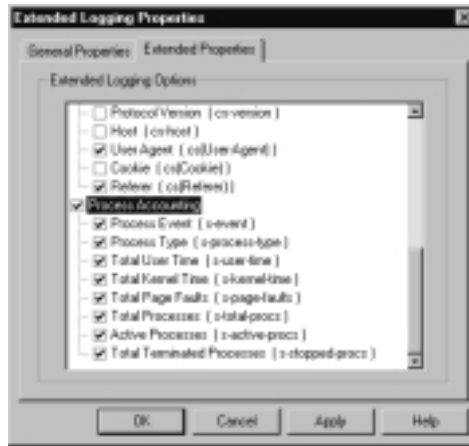 Extended Logging Properties
General Properties
Extended Properties
Extended Logging Options
Protocol Version ( cs-version )
Host ( cs-host )
User Agent ( cs(User-Agent) )
Cookie ( cs(Cookie) )
Referer ( cs(Referer) )
Process Accounting
Process Event ( s-event )
Process Type ( s-process-type )
Total User Time ( s-user-time )
Total Kernel Time ( s-kernel-time )
Total Page Faults ( s-page-faults )
Total Processes ( s-total-procs )
Active Processes ( s-active-procs )
Total Terminated Processes ( s-stopped-procs )
OK
Cancel
Apply
Help